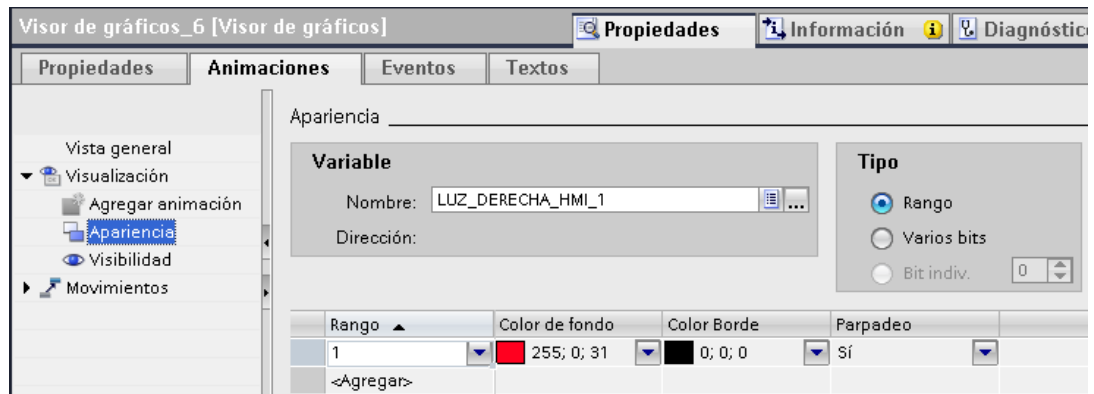 Visor de gráficos_6 [Visor de gráficos]
Propiedades Información Diagnóstico
Propiedades Animaciones Eventos Textos
Apariencia
Vista general
Visualización
Agregar animación
Apariencia
Visibilidad
Movimientos
Variable
Nombre: LUZ_DERECHA_HMI_1 ...
Dirección:
Tipo
Rango
Varios bits
Bit indiv. 0
Rango Color de fondo Color Borde Parpadeo
1 255; 0; 31 0; 0; 0 Sí
<Agregar>